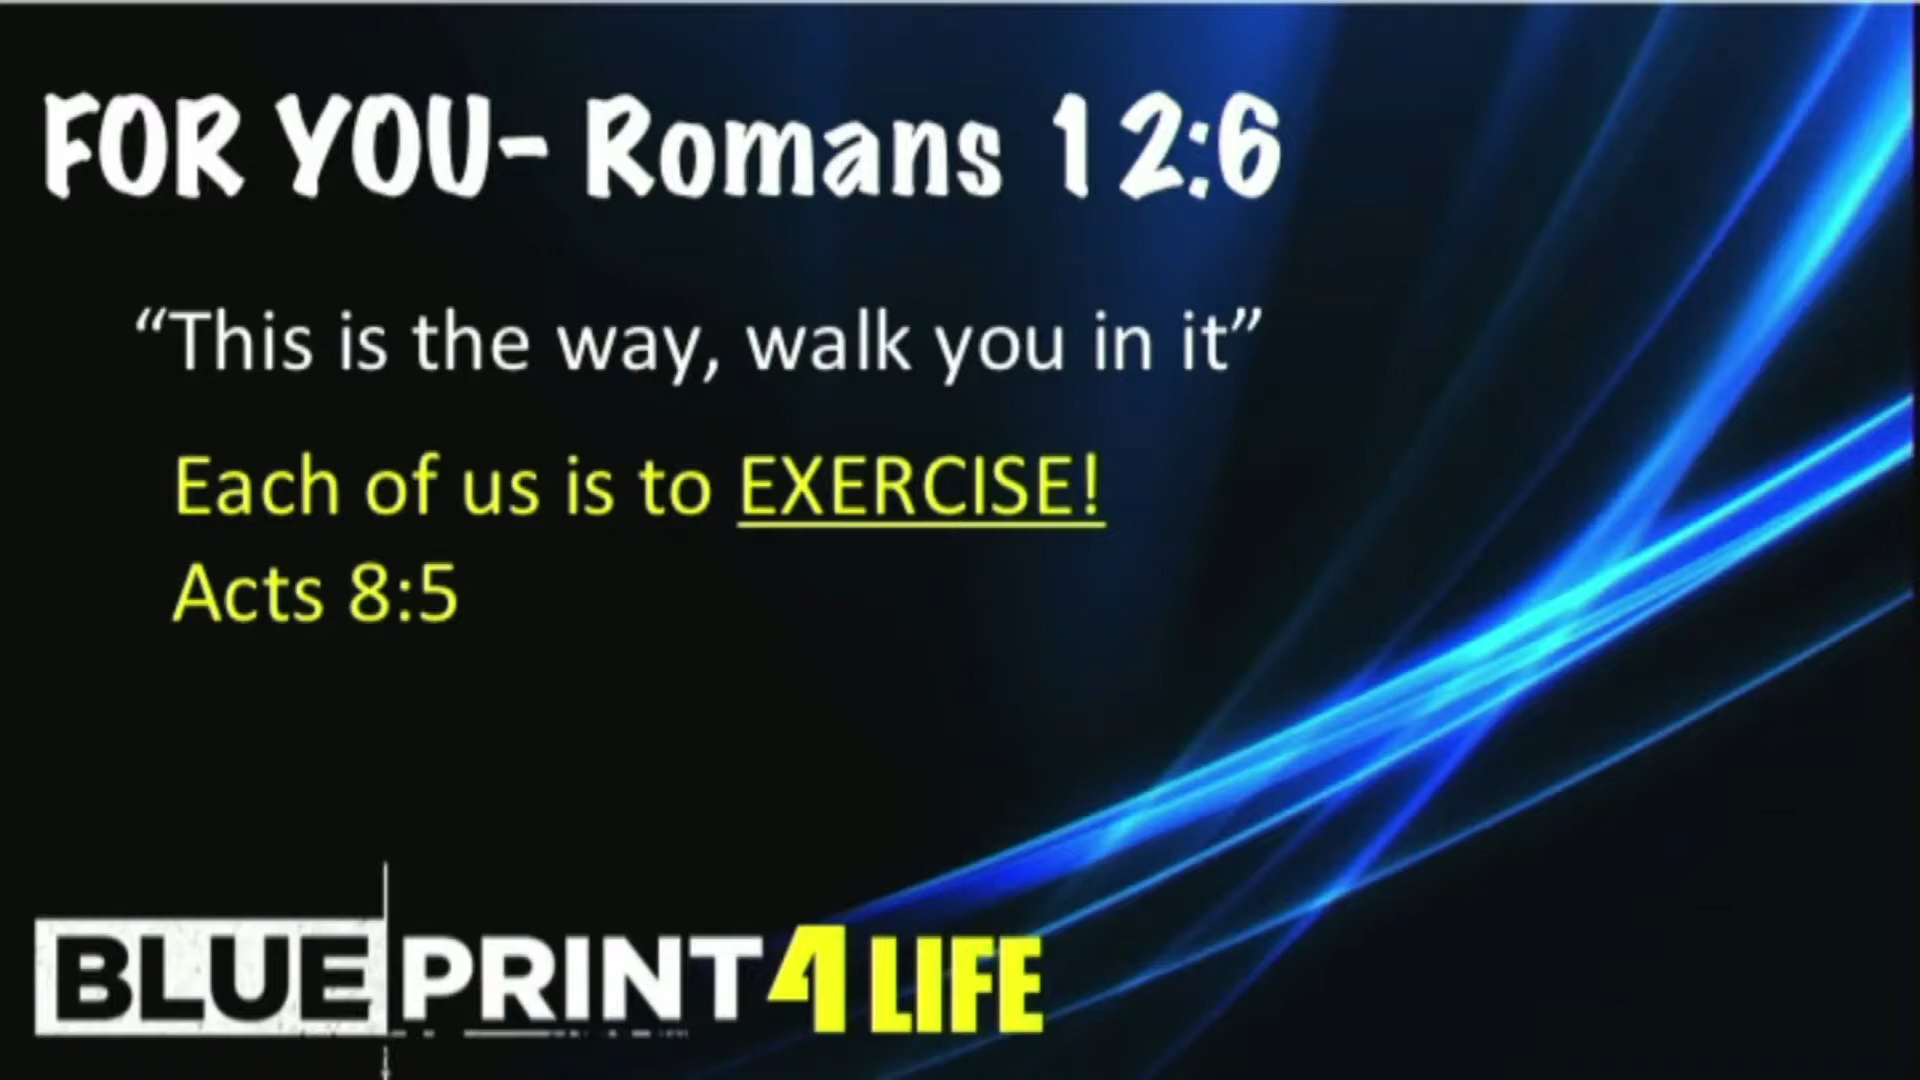 FOR YOU- Romans 12:6
“This is the way, walk you in it”
Each of us is to EXERCISE!
Acts 8:5
BLUEPRINT4LIFE